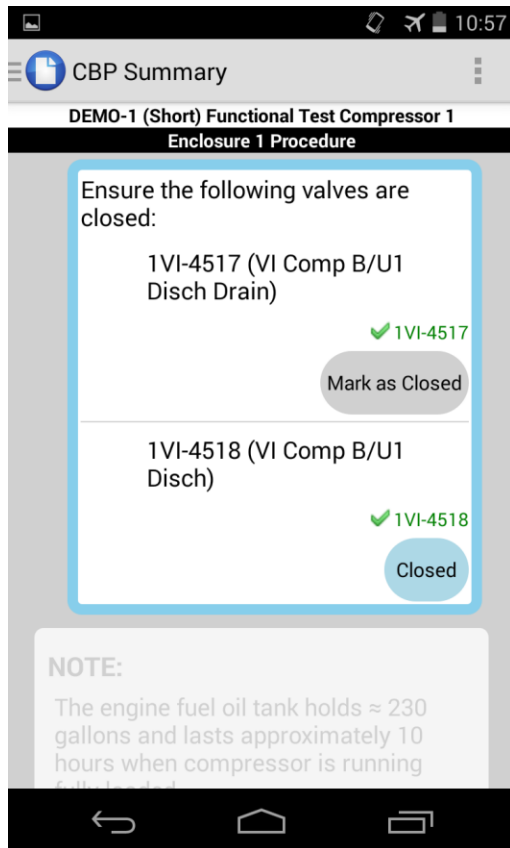 10:57
CBP Summary
DEMO-1 (Short) Functional Test Compressor 1
Enclosure 1 Procedure
Ensure the following valves are
closed:
1VI-4517 (VI Comp B/U1
Disch Drain)
1VI-4517
Mark as Closed
1VI-4518 (VI Comp B/U1
Disch)
1VI-4518
Closed
NOTE:
The engine fuel oil tank holds ≈ 230
gallons and lasts approximately 10
hours when compressor is running
fully loaded